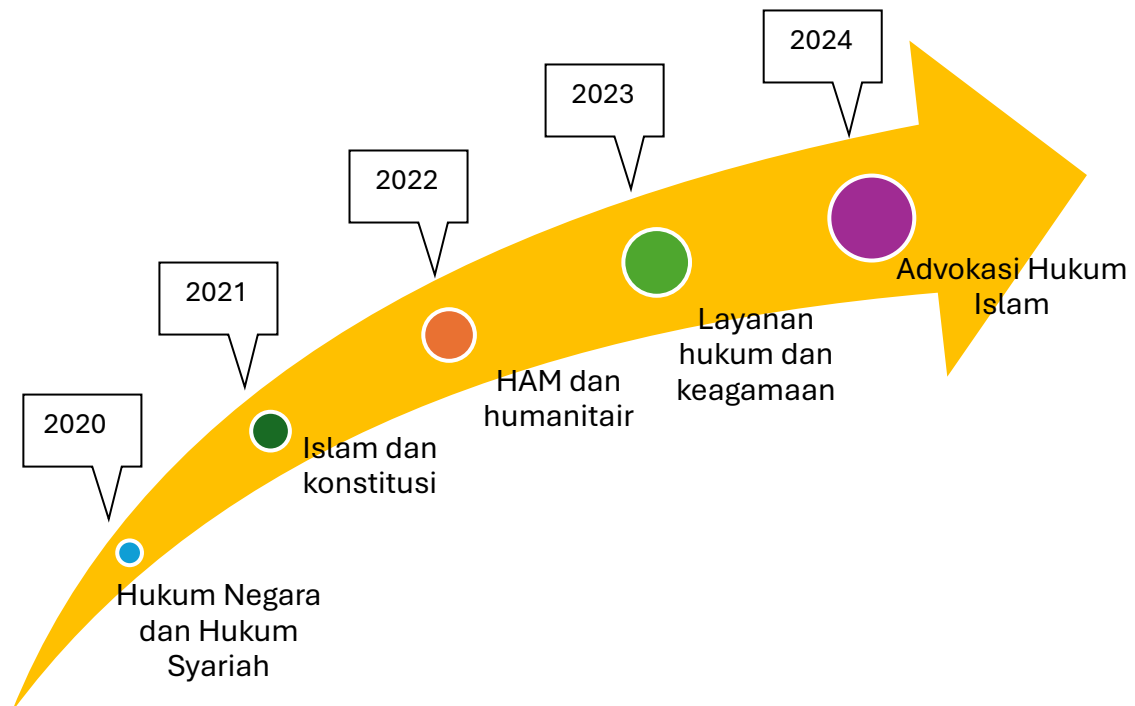 2020
Hukum Negara
dan Hukum
Syariah
2021
Islam dan
konstitusi
2022
HAM dan
humanitair
2023
Layanan
hukum dan
keagamaan
2024
Advokasi Hukum
Islam